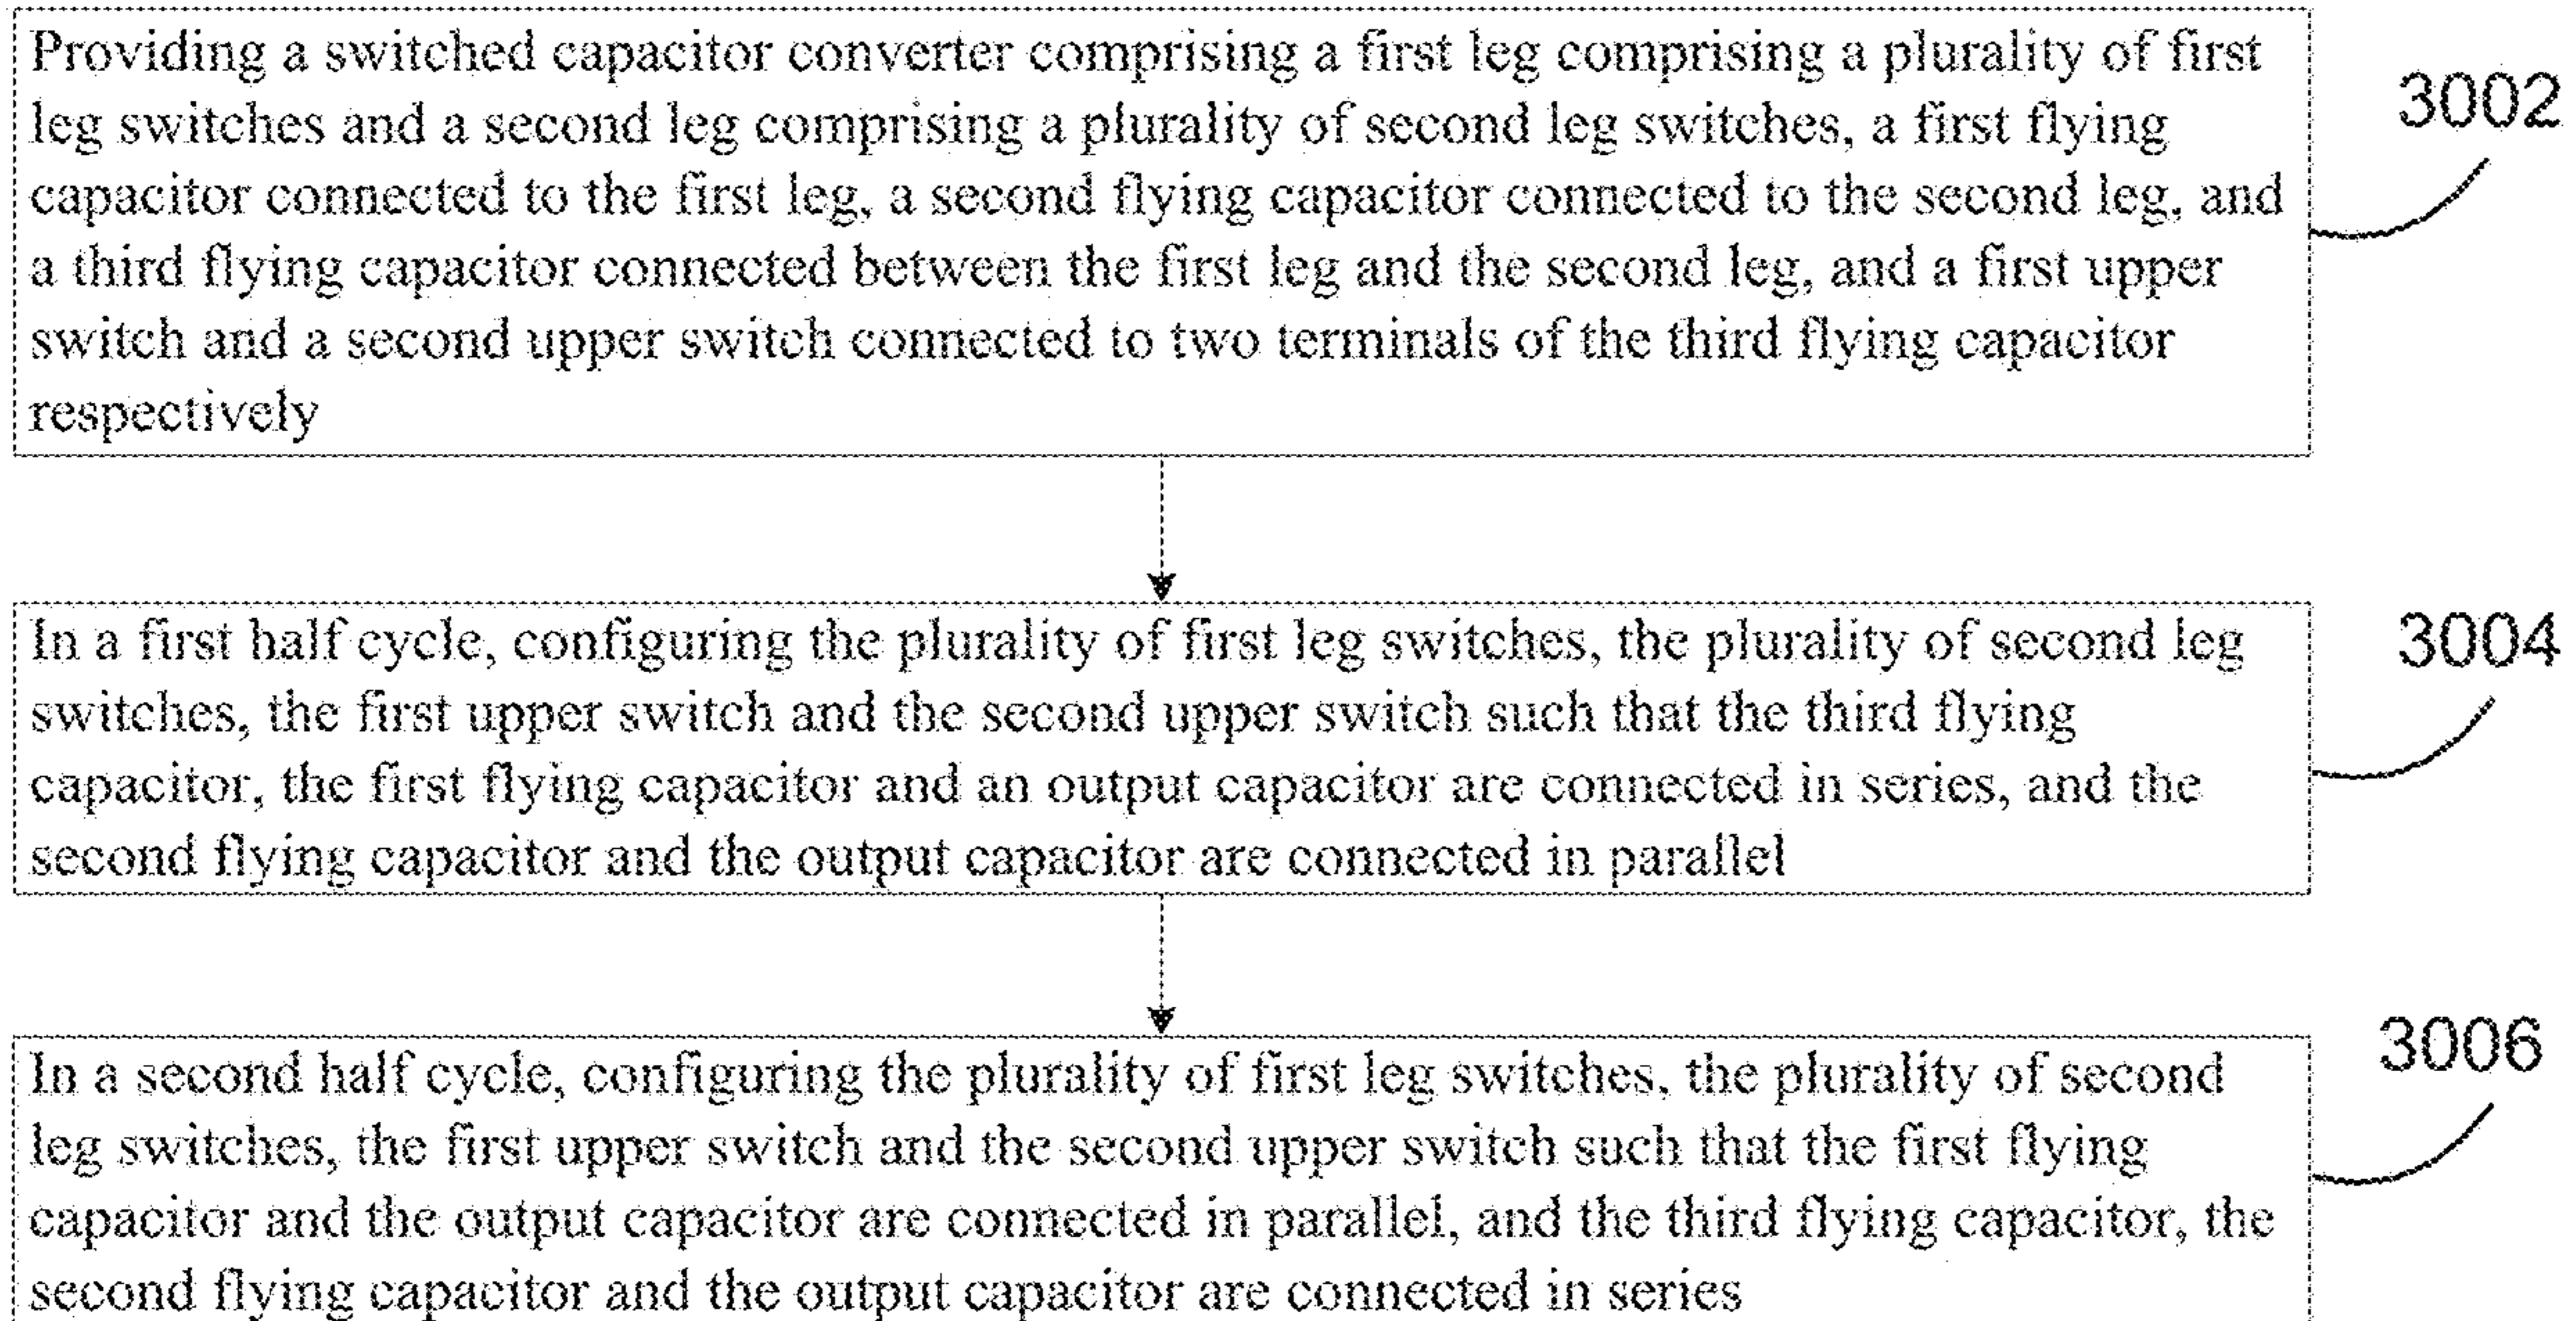 Providing a switched capacitor converter comprising a first leg comprising a plurality of first
leg switches and a second leg comprising a plurality of second leg switches, a first flying
capacitor connected to the first leg, a second flying capacitor connected to the second leg, and
a third flying capacitor connected between the first leg and the second leg, and a first upper
switch and a second upper switch connected to two terminals of the third flying capacitor
respectively
3002
In a first half cycle, configuring the plurality of first leg switches, the plurality of second leg
switches, the first upper switch and the second upper switch such that the third flying
capacitor, the first flying capacitor and an output capacitor are connected in series, and the
second flying capacitor and the output capacitor are connected in parallel
3004
In a second half cycle, configuring the plurality of first leg switches, the plurality of second
leg switches, the first upper switch and the second upper switch such that the first flying
capacitor and the output capacitor are connected in parallel, and the third flying capacitor, the
second flying capacitor and the output capacitor are connected in series
3006